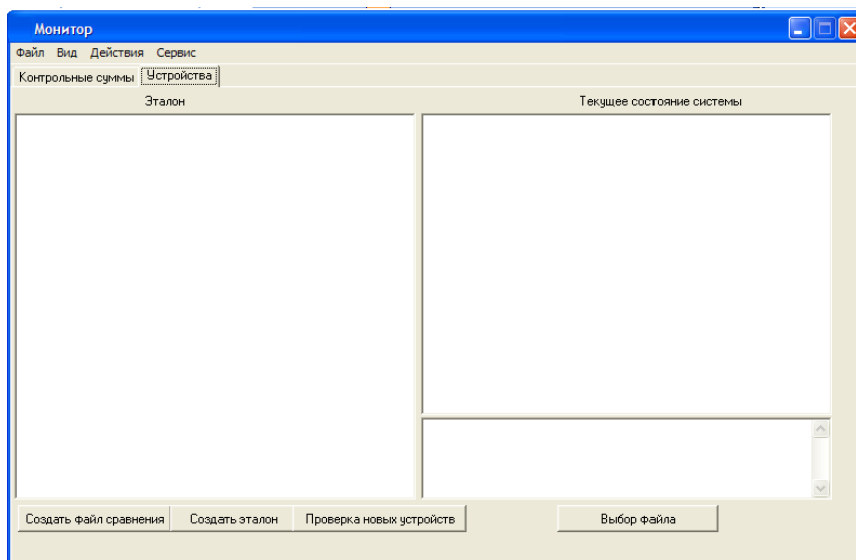 Монитор
Файл Вид Действия Сервис
Контрольные суммы Устройства
Эталон Текущее состояние системы
Создать файл сравнения Создать эталон Проверка новых устройств Выбор файла